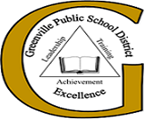 Greenville Public School District
Leadership
Training
Achievement
Excellence